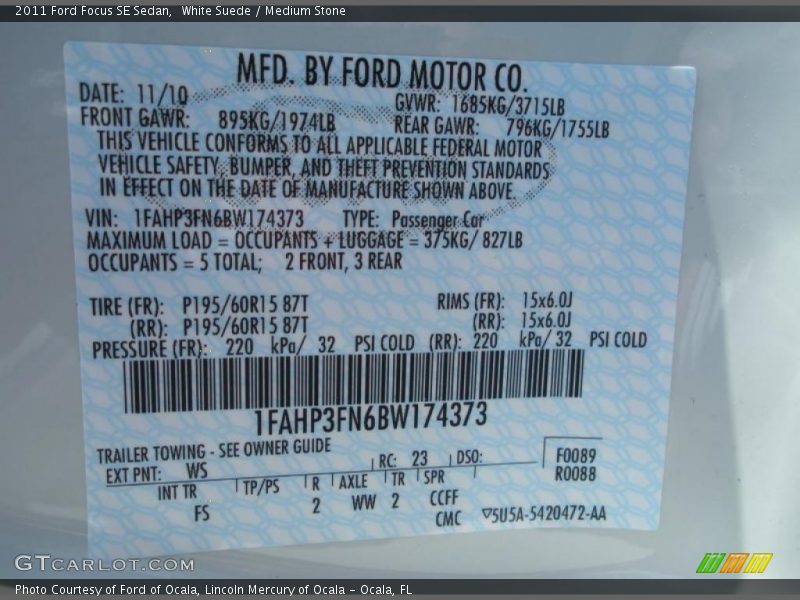 2011 Ford Focus SE Sedan, White Suede / Medium Stone
MFD. BY FORD MOTOR CO.
DATE: 11/10 GVWR: 1685KG/3715LB
FRONT GAWR: 895KG/1974LB REAR GAWR: 796KG/1755LB
THIS VEHICLE CONFORMS TO ALL APPLICABLE FEDERAL MOTOR
VEHICLE SAFETY, BUMPER, AND THEFT PREVENTION STANDARDS
IN EFFECT ON THE DATE OF MANUFACTURE SHOWN ABOVE.
VIN: 1FAHP3FN6BW174373 TYPE: Passenger Car
MAXIMUM LOAD = OCCUPANTS + LUGGAGE = 375KG/ 827LB
OCCUPANTS = 5 TOTAL; 2 FRONT, 3 REAR
TIRE (FR): P195/60R15 87T RIMS (FR): 15x6.0J
(RR): P195/60R15 87T (RR): 15x6.0J
PRESSURE (FR): 220 kPa/ 32 PSI COLD (RR): 220 kPa/ 32 PSI COLD
1FAHP3FN6BW174373
TRAILER TOWING - SEE OWNER GUIDE
EXT PNT: WS RC: 23 DSO: F0089
R0088
INT TR TP/PS R AXLE TR SPR
FS 2 WW 2 CCFF
CMC ▽5U5A-5420472-AA
GTCARLOT.COM
Photo Courtesy of Ford of Ocala, Lincoln Mercury of Ocala – Ocala, FL